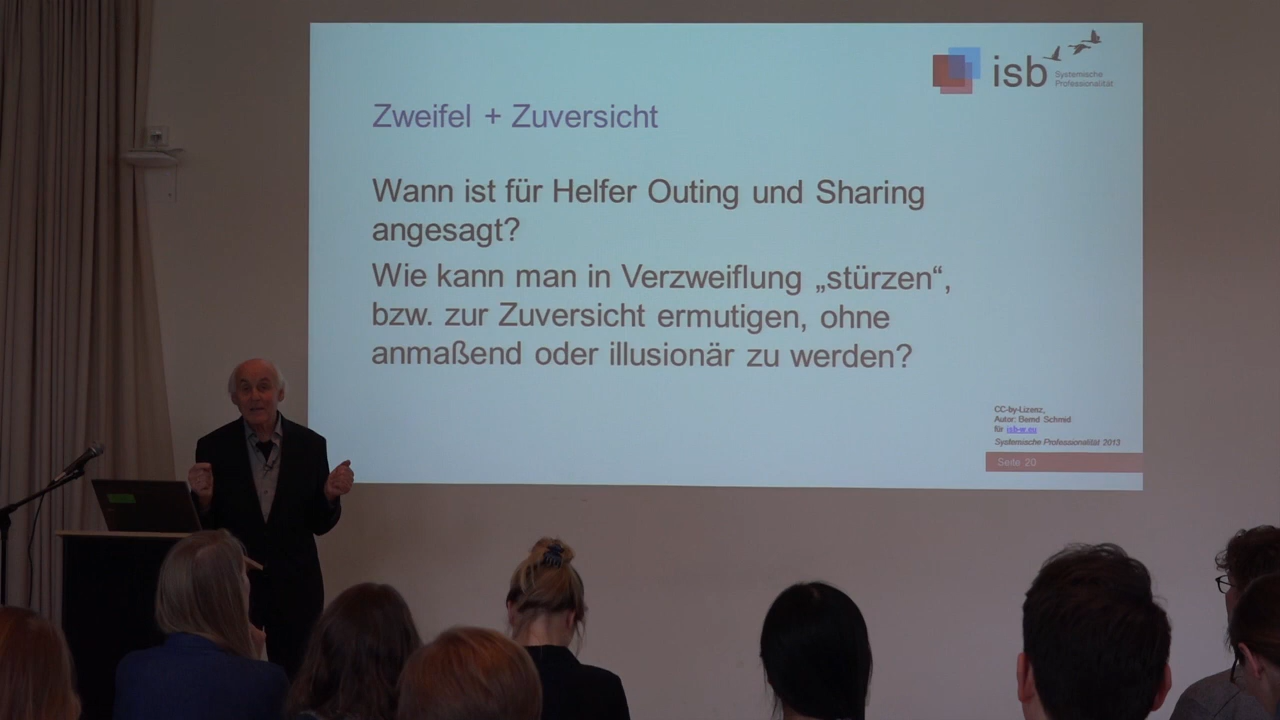 isb
Systemische
Professionalität
Zweifel + Zuversicht
Wann ist für Helfer Outing und Sharing
angesagt?
Wie kann man in Verzweiflung „stürzen“,
bzw. zur Zuversicht ermutigen, ohne
anmaßend oder illusionär zu werden?
CC-by-Lizenz,
Autor: Bernd Schmid
für isb-w.eu
Systemische Professionalität 2013
Seite 20